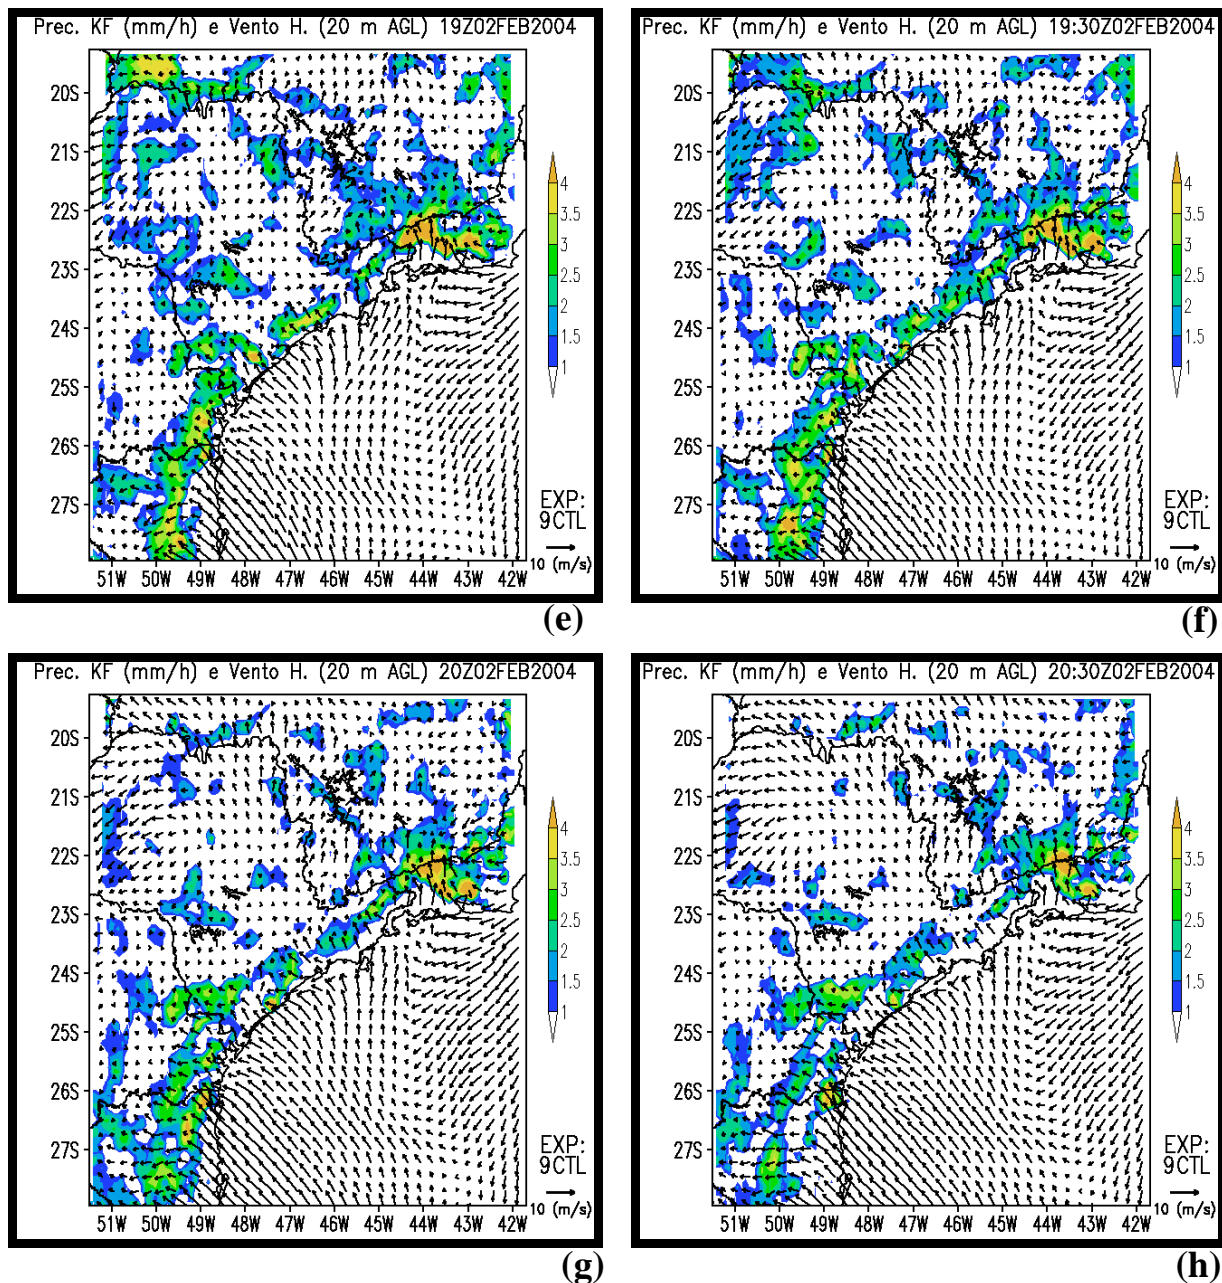 Prec. KF (mm/h) e Vento H. (20 m AGL) 19Z02FEB2004
20S
21S
22S
23S
24S
25S
26S
27S
4
3.5
3
2.5
2
1.5
1
EXP:
9CTL
10 (m/s)
51W 50W 49W 48W 47W 46W 45W 44W 43W 42W
(e)
Prec. KF (mm/h) e Vento H. (20 m AGL) 19:30Z02FEB2004
20S
21S
22S
23S
24S
25S
26S
27S
4
3.5
3
2.5
2
1.5
1
EXP:
9CTL
10 (m/s)
51W 50W 49W 48W 47W 46W 45W 44W 43W 42W
(f)
Prec. KF (mm/h) e Vento H. (20 m AGL) 20Z02FEB2004
20S
21S
22S
23S
24S
25S
26S
27S
4
3.5
3
2.5
2
1.5
1
EXP:
9CTL
10 (m/s)
51W 50W 49W 48W 47W 46W 45W 44W 43W 42W
(g)
Prec. KF (mm/h) e Vento H. (20 m AGL) 20:30Z02FEB2004
20S
21S
22S
23S
24S
25S
26S
27S
4
3.5
3
2.5
2
1.5
1
EXP:
9CTL
10 (m/s)
51W 50W 49W 48W 47W 46W 45W 44W 43W 42W
(h)